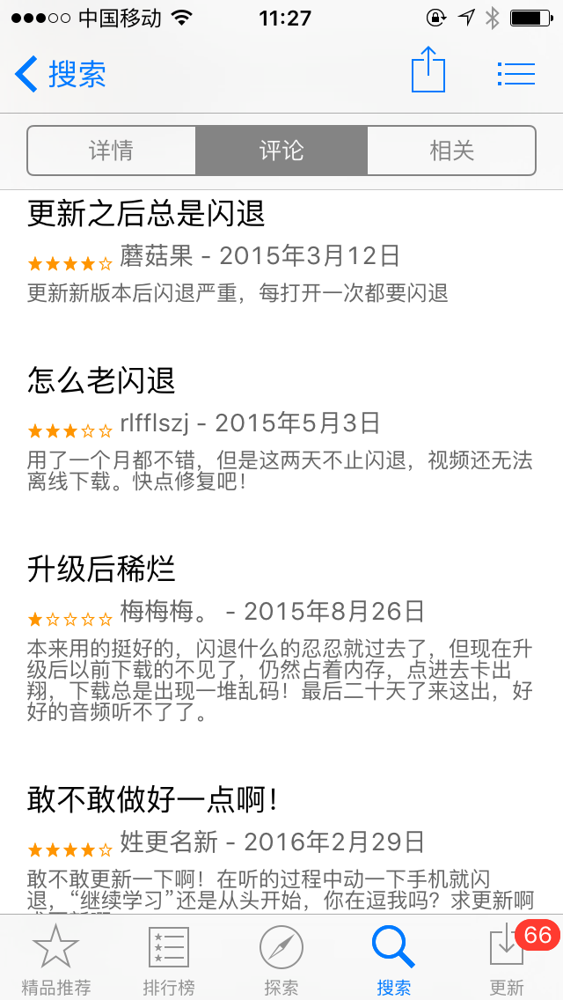 中国移动 11:27
搜索
详情 评论 相关
更新之后总是闪退
蘑菇果 - 2015年3月12日
更新新版本后闪退严重，每打开一次都要闪退
怎么老闪退
rlfflszj - 2015年5月3日
用了一个月都不错，但是这两天不止闪退，视频还无法
离线下载。快点修复吧！
升级后稀烂
梅梅梅。 - 2015年8月26日
本来用的挺好的，闪退什么的忍忍就过去了，但现在升
级后以前下载的不见了，仍然占着内存，点进去卡出
翔，下载总是出现一堆乱码！最后二十天了来这出，好
好的音频听不了了。
敢不敢做好一点啊！
姓更名新 - 2016年2月29日
敢不敢更新一下啊！在听的过程中动一下手机就闪
退，“继续学习”还是从头开始，你在逗我吗？求更新啊
66
精品推荐 排行榜 探索 搜索 更新